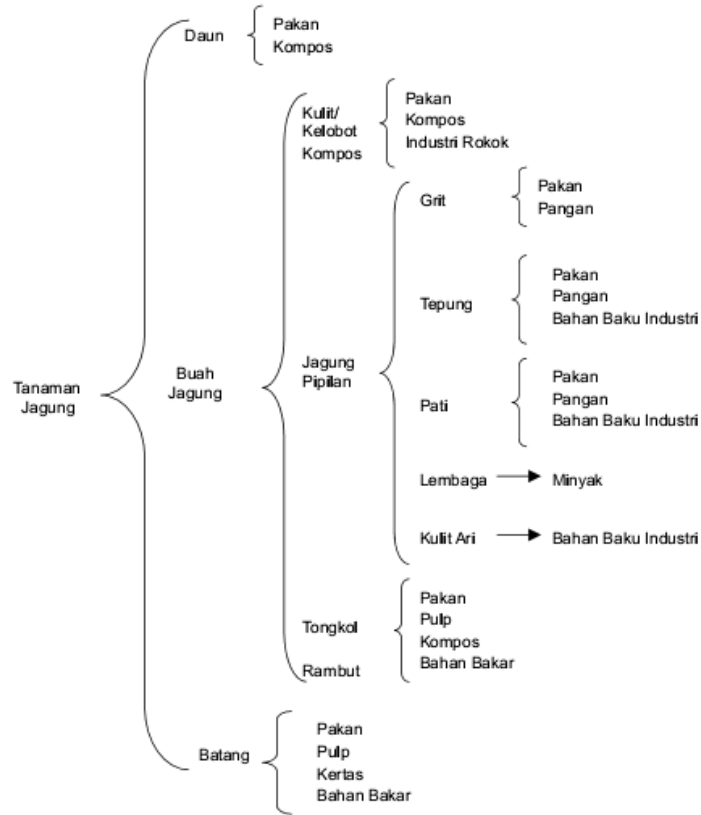 Daun
Pakan
Kompos
Kulit/
Kelobot
Kompos
Pakan
Kompos
Industri Rokok
Grit
Pakan
Pangan
Tepung
Pakan
Pangan
Bahan Baku Industri
Tanaman
Jagung
Buah
Jagung
Jagung
Pipilan
Pati
Pakan
Pangan
Bahan Baku Industri
Lembaga
Minyak
Kulit Ari
Bahan Baku Industri
Tongkol
Rambut
Pakan
Pulp
Kompos
Bahan Bakar
Batang
Pakan
Pulp
Kertas
Bahan Bakar